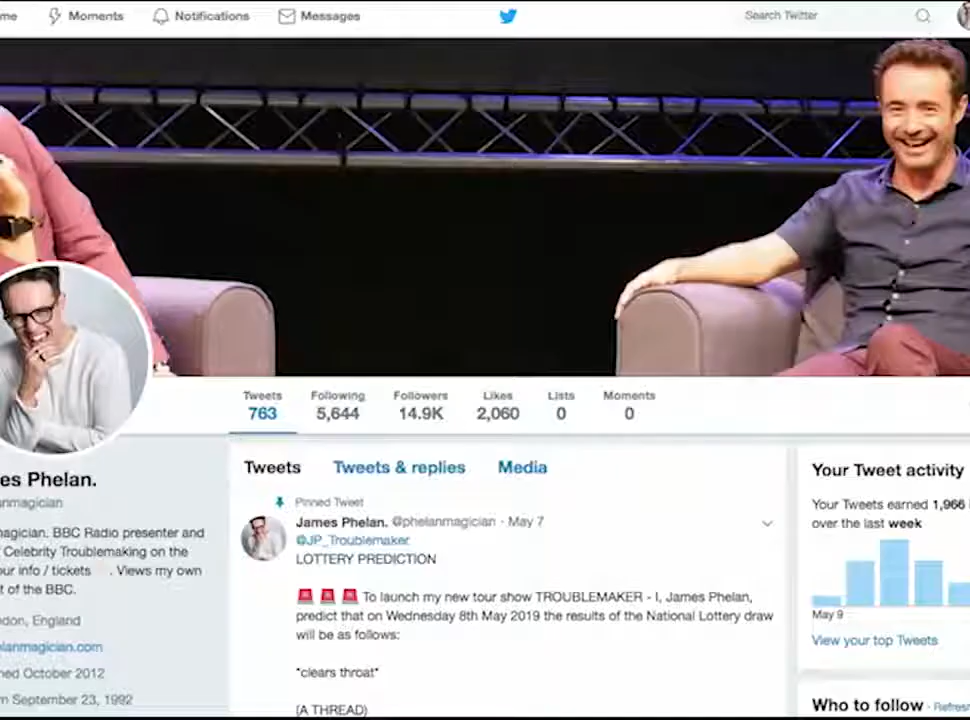 me Moments Notifications Messages Search Twitter
Tweets Following Followers Likes Lists Moments
763 5,644 14.9K 2,060 0 0
es Phelan.
anmagician
nagician. BBC Radio presenter and
Celebrity Troublemaking on the
our info / tickets . Views my own
t of the BBC.
don, England
elanmagician.com
ned October 2012
n September 23, 1992
Tweets Tweets & replies Media
Pinned Tweet
James Phelan. @phelanmagician · May 7
@JP_Troublemaker
LOTTERY PREDICTION
🚨 🚨 🚨 To launch my new tour show TROUBLEMAKER - I, James Phelan,
predict that on Wednesday 8th May 2019 the results of the National Lottery draw
will be as follows:
*clears throat*
(A THREAD)
Your Tweet activity
Your Tweets earned 1,966
over the last week
May 9
View your top Tweets
Who to follow · Refres